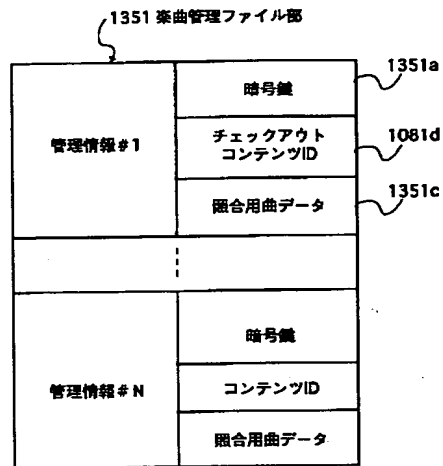 1351 楽曲管理ファイル部
1351a
暗号鍵
管理情報#1
チェックアウト
コンテンツID
1081d
照合用曲データ
1351c
暗号鍵
管理情報#N
コンテンツID
照合用曲データ